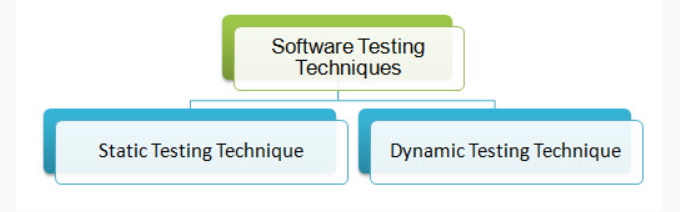 Software Testing
Techniques
Static Testing Technique
Dynamic Testing Technique